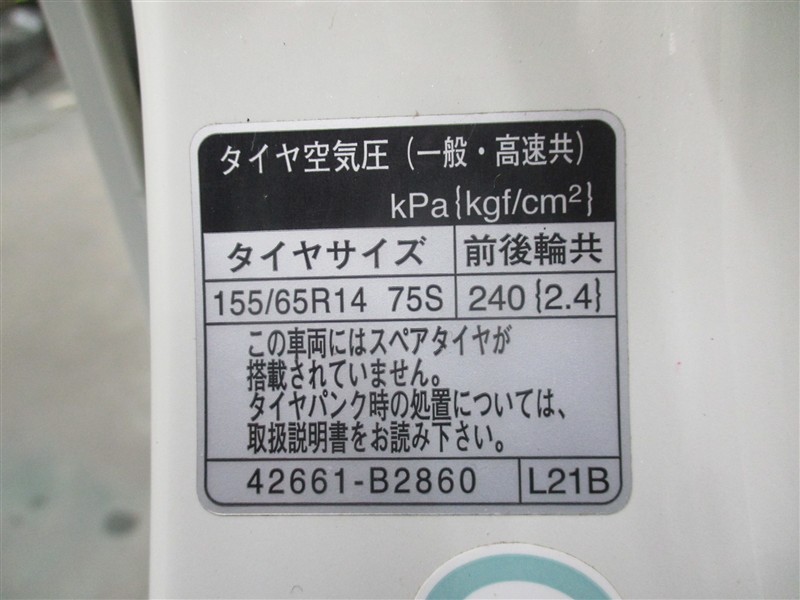 タイヤ空気圧（一般・高速共）
kPa{kgf/cm²}
タイヤサイズ 前後輪共
155/65R14 75S 240{2.4}
この車両にはスペアタイヤが
搭載されていません。
タイヤパンク時の処置については、
取扱説明書をお読み下さい。
42661-B2860 L21B